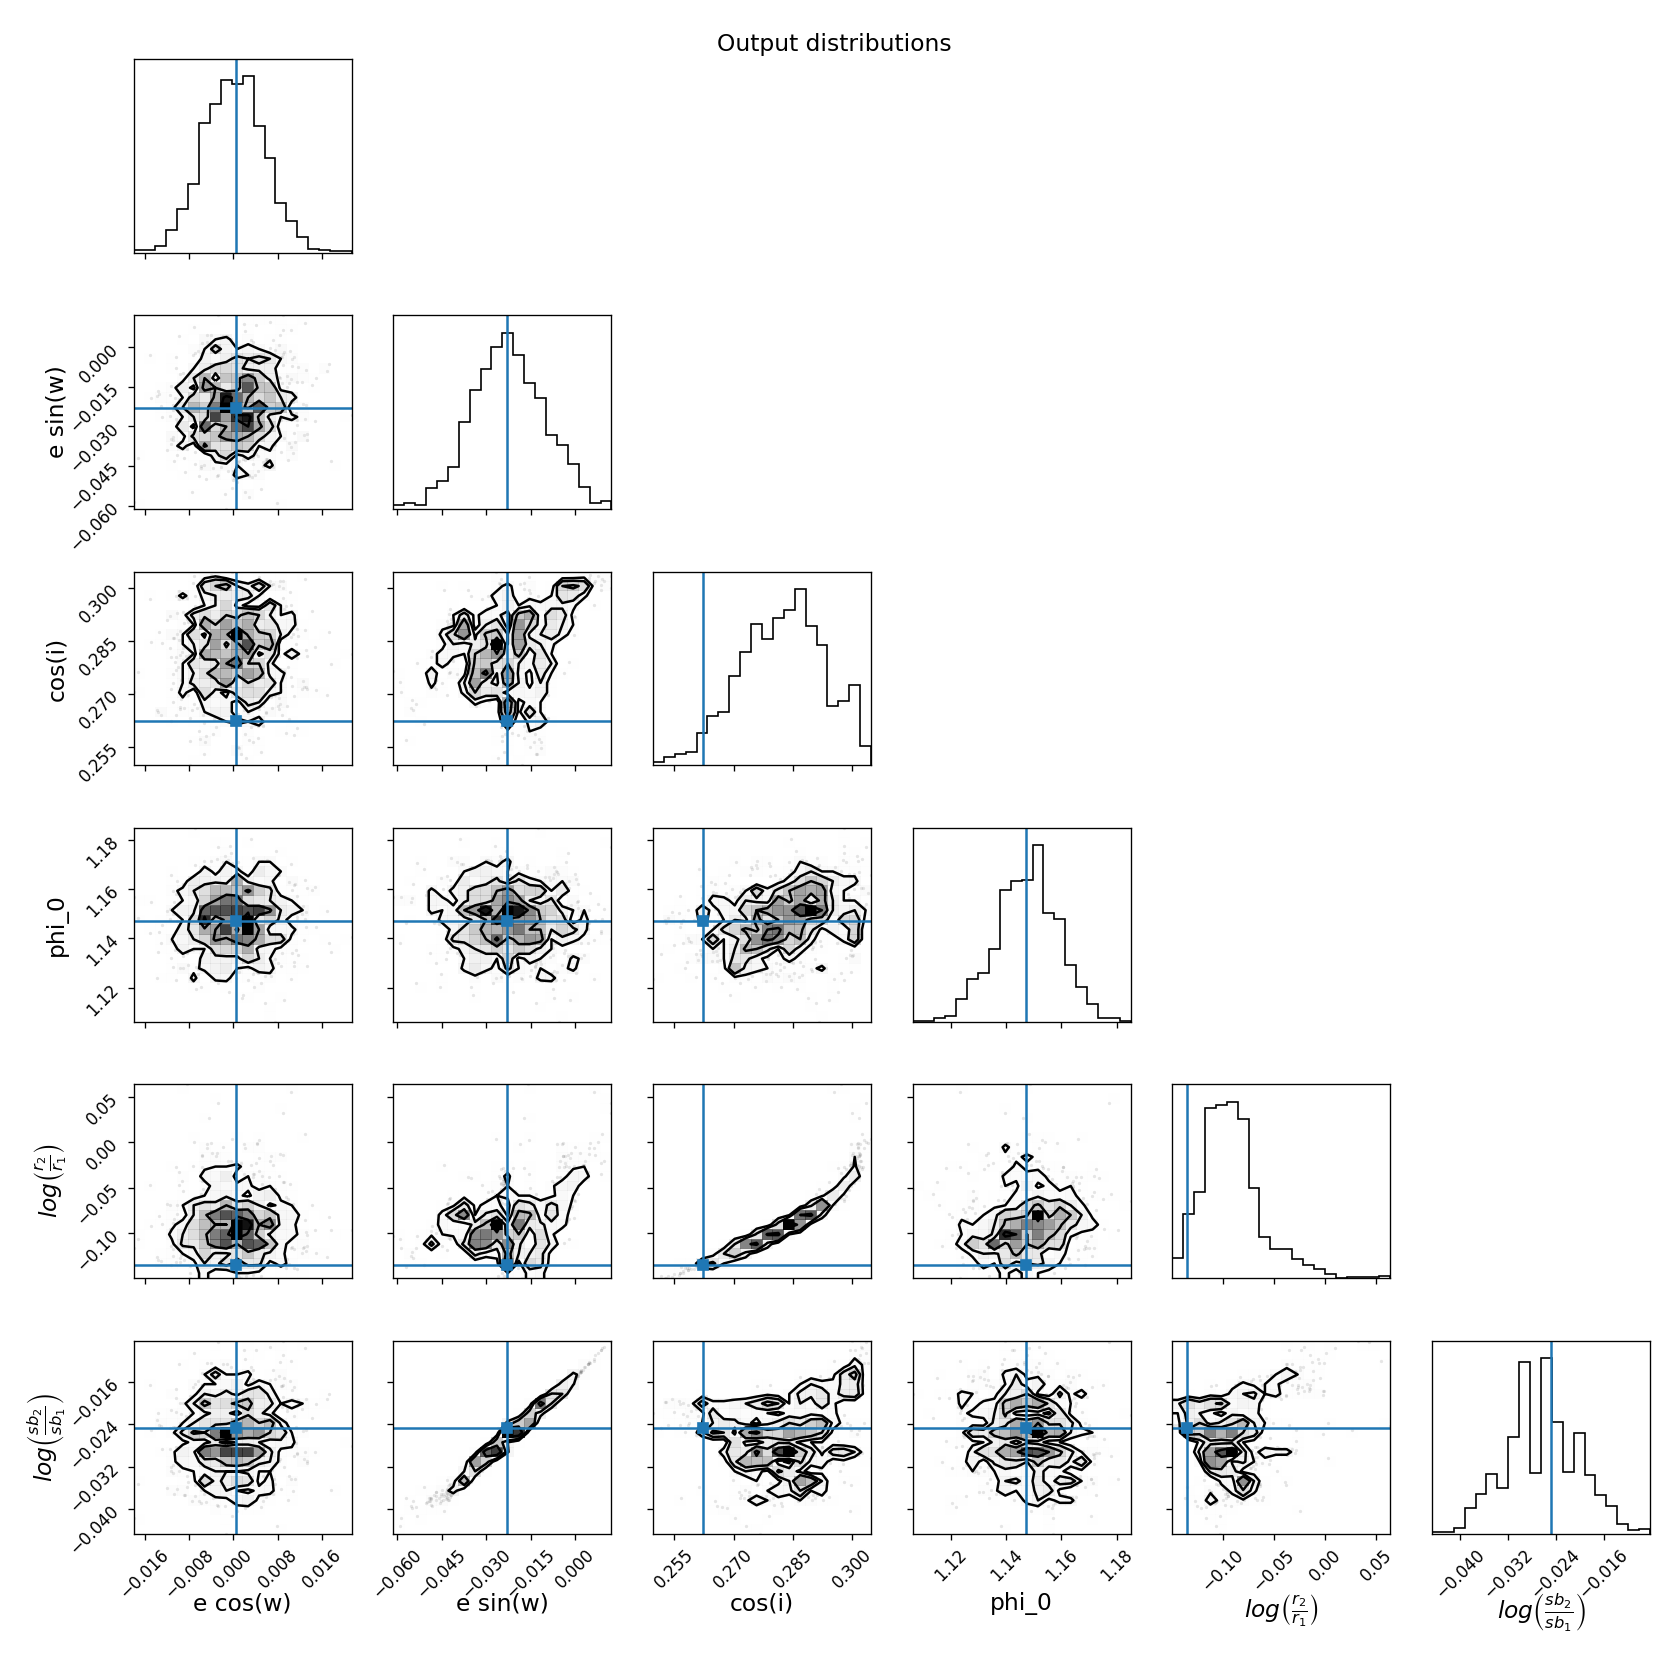 Output distributions
e sin(w)
0.000
−0.015
−0.030
−0.045
−0.060
cos(i)
0.300
0.285
0.270
0.255
phi_0
1.18
1.16
1.14
1.12
log(r₂/r₁)
0.05
0.00
−0.05
−0.10
log(sb₂/sb₁)
−0.016
−0.024
−0.032
−0.040
−0.016 −0.008 0.000 0.008 0.016
−0.060 −0.045 −0.030 −0.015 0.000
0.255 0.270 0.285 0.300
1.12 1.14 1.16 1.18
−0.10 −0.05 0.00 0.05
−0.040 −0.032 −0.024 −0.016
e cos(w)
e sin(w)
cos(i)
phi_0
log(r₂/r₁)
log(sb₂/sb₁)